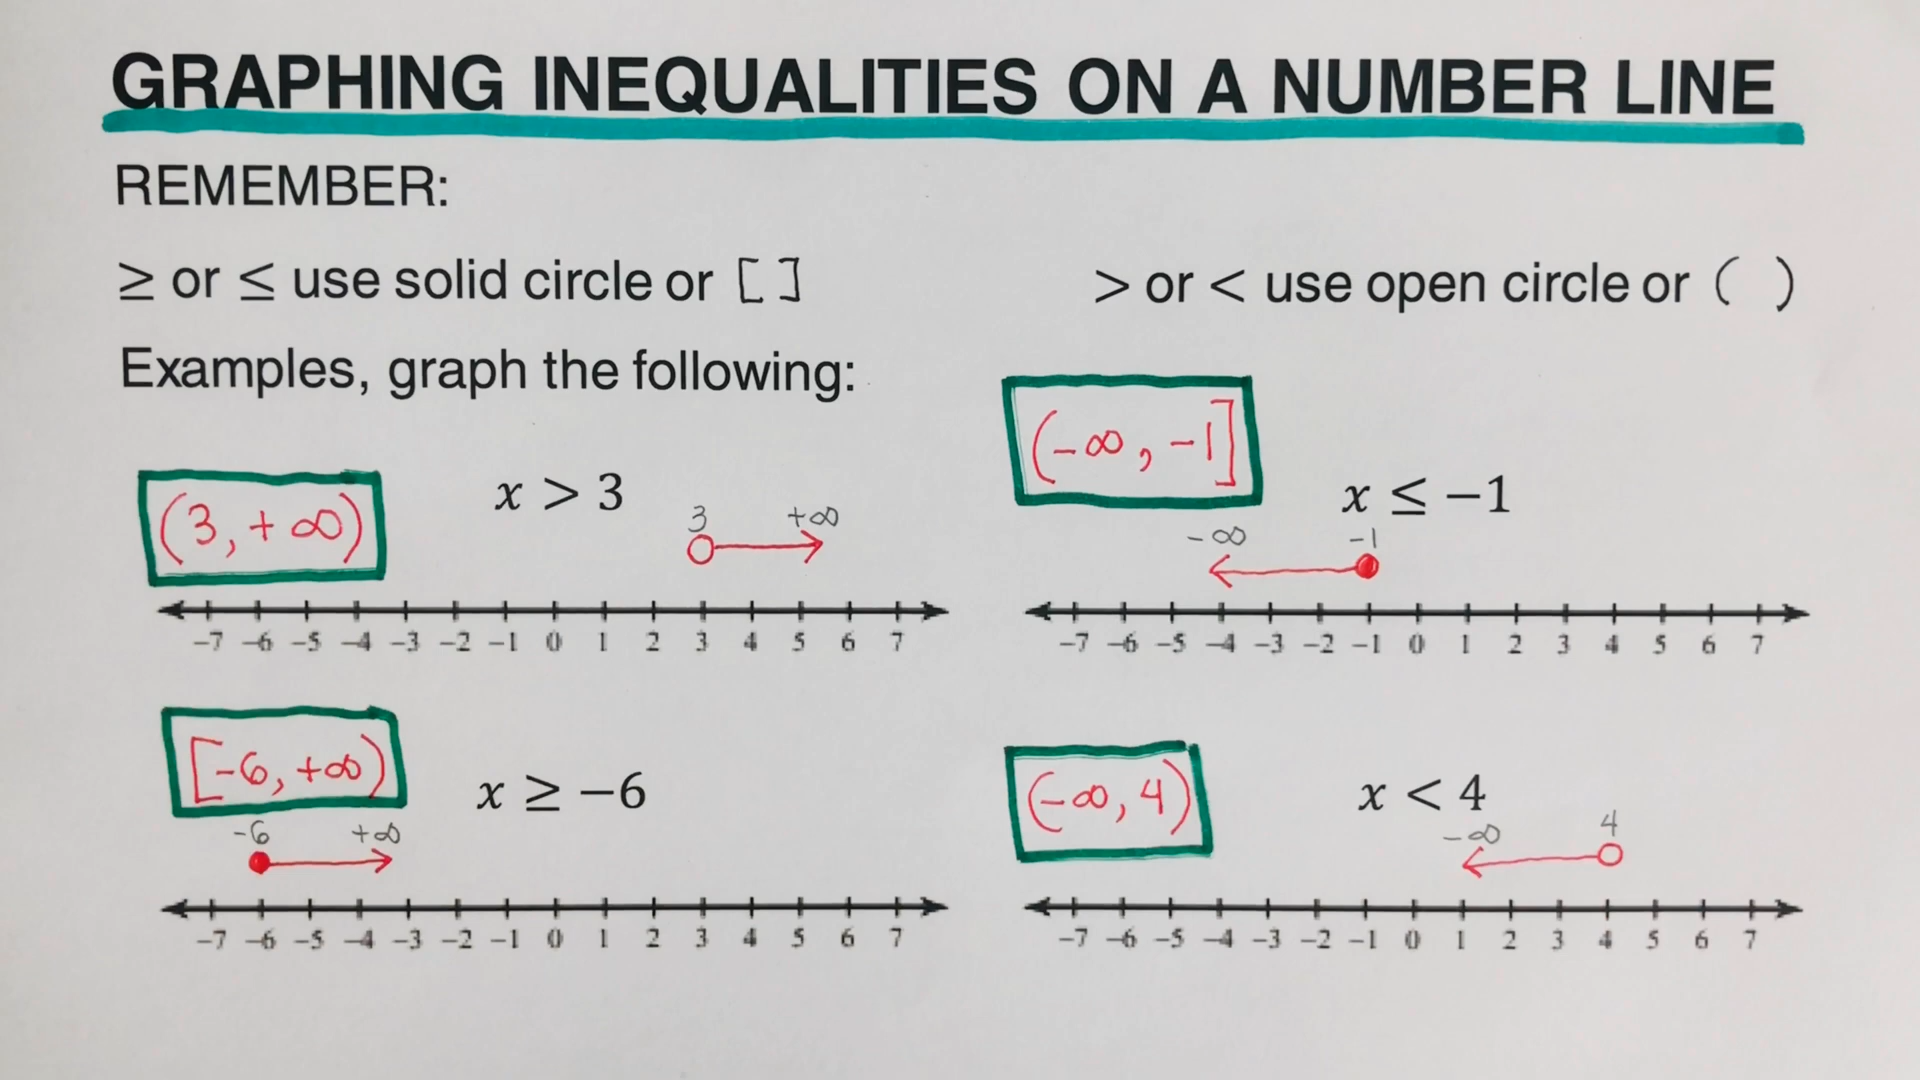 GRAPHING INEQUALITIES ON A NUMBER LINE
REMEMBER:
≥ or ≤ use solid circle or [ ]
> or < use open circle or ( )
Examples, graph the following:
(3, +∞)
x > 3
3 +∞
-7 -6 -5 -4 -3 -2 -1 0 1 2 3 4 5 6 7
(-∞, -1]
x ≤ -1
-∞ -1
-7 -6 -5 -4 -3 -2 -1 0 1 2 3 4 5 6 7
[-6, +∞)
x ≥ -6
-6 +∞
-7 -6 -5 -4 -3 -2 -1 0 1 2 3 4 5 6 7
(-∞, 4)
x < 4
-∞ 4
-7 -6 -5 -4 -3 -2 -1 0 1 2 3 4 5 6 7